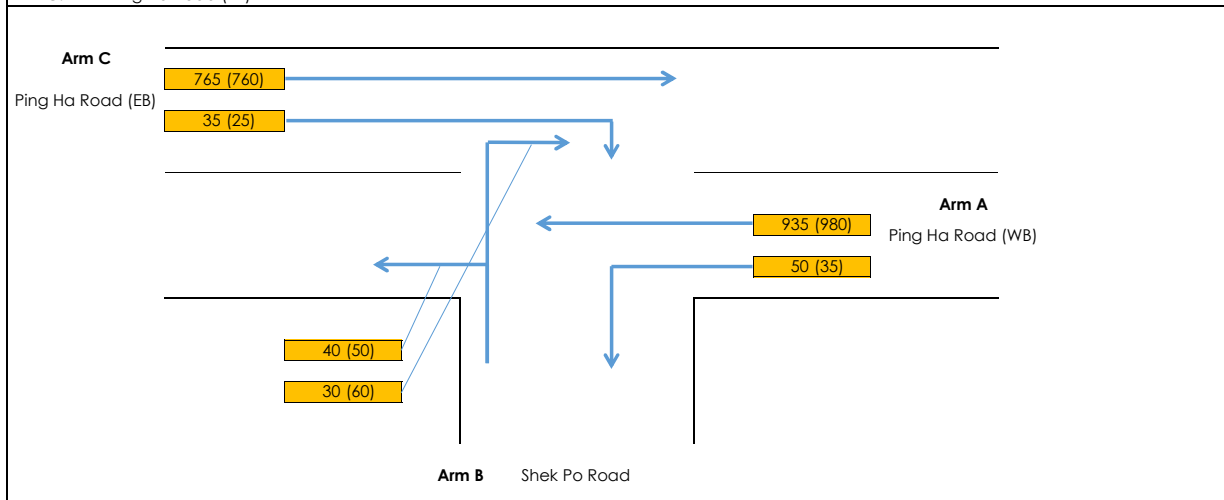 Arm C
765 (760)
Ping Ha Road (EB)
35 (25)
Arm A
935 (980)
Ping Ha Road (WB)
50 (35)
40 (50)
30 (60)
Arm B Shek Po Road